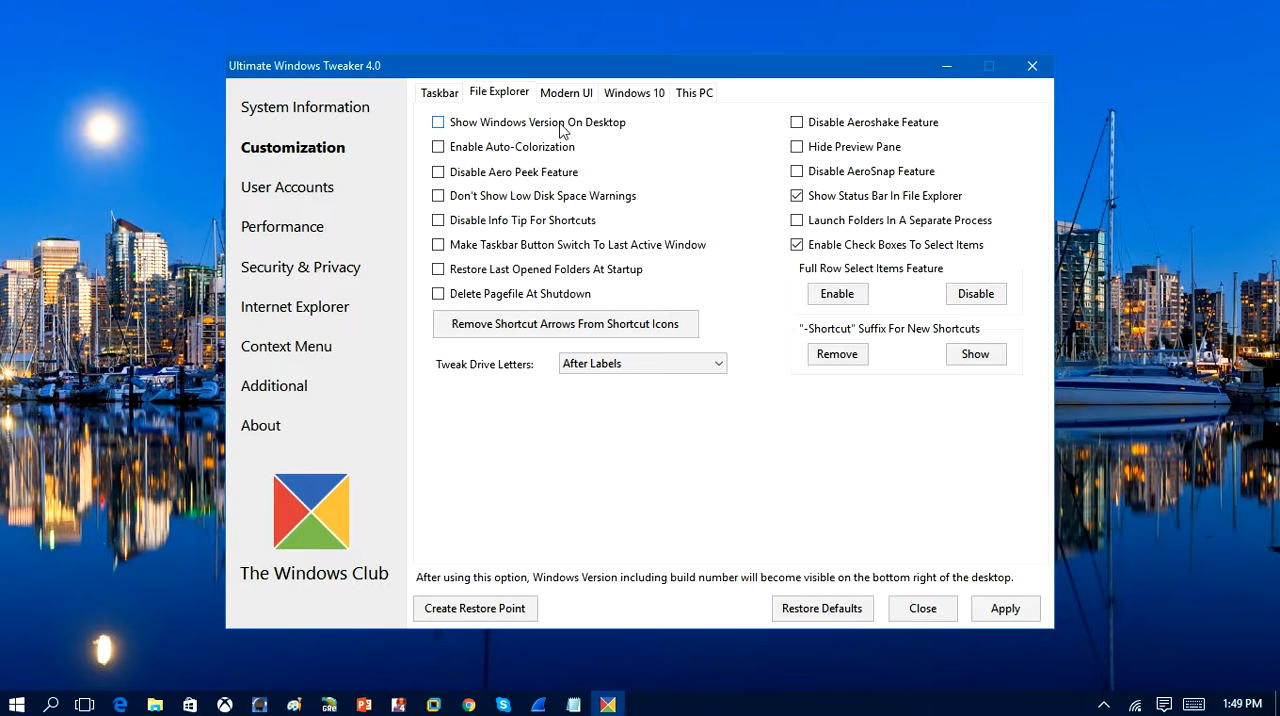 Ultimate Windows Tweaker 4.0
System Information
Customization
User Accounts
Performance
Security & Privacy
Internet Explorer
Context Menu
Additional
About
The Windows Club
Taskbar File Explorer Modern UI Windows 10 This PC
Show Windows Version On Desktop
Enable Auto-Colorization
Disable Aero Peek Feature
Don't Show Low Disk Space Warnings
Disable Info Tip For Shortcuts
Make Taskbar Button Switch To Last Active Window
Restore Last Opened Folders At Startup
Delete Pagefile At Shutdown
Remove Shortcut Arrows From Shortcut Icons
Tweak Drive Letters: After Labels
Disable Aeroshake Feature
Hide Preview Pane
Disable AeroSnap Feature
Show Status Bar In File Explorer
Launch Folders In A Separate Process
Enable Check Boxes To Select Items
Full Row Select Items Feature
Enable Disable
"-Shortcut" Suffix For New Shortcuts
Remove Show
After using this option, Windows Version including build number will become visible on the bottom right of the desktop.
Create Restore Point Restore Defaults Close Apply
1:49 PM